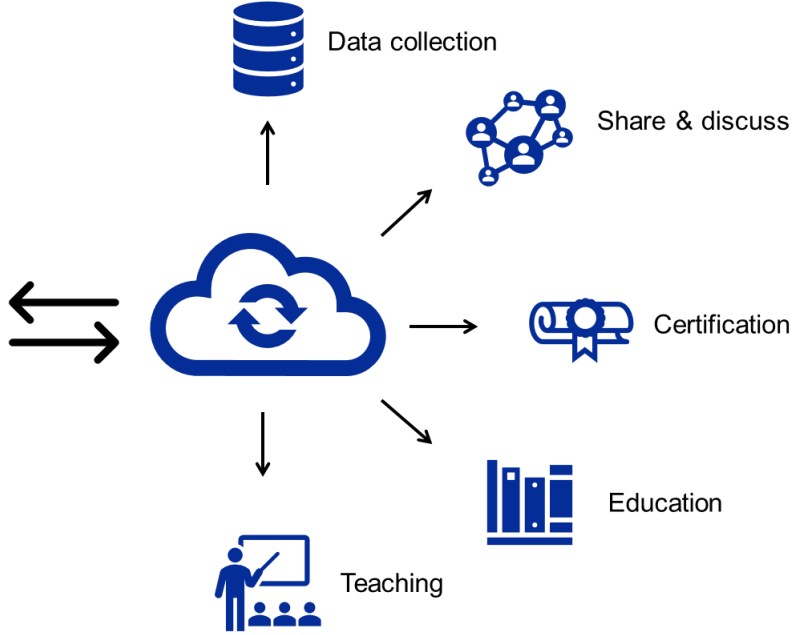 Data collection
Share & discuss
Certification
Education
Teaching